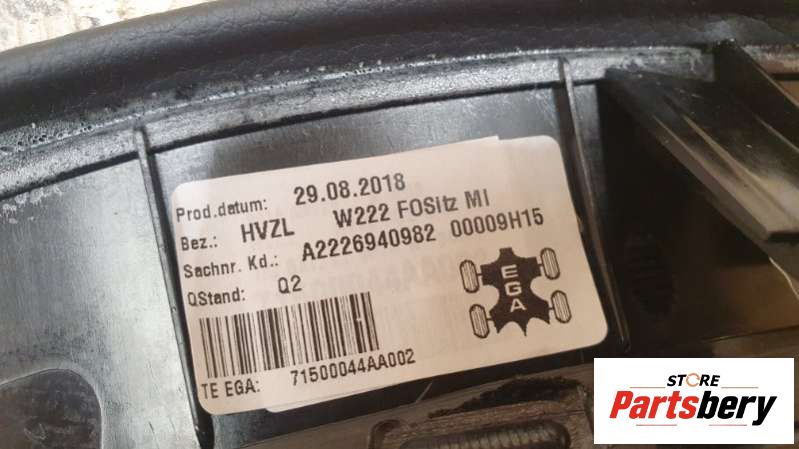 Prod.datum: 29.08.2018
Bez.: HVZL W222 FOSitz MI
Sachnr. Kd.: A2226940982 00009H15
QStand: Q2
EGA
TE EGA: 71500044AA002
STORE
Partsbery